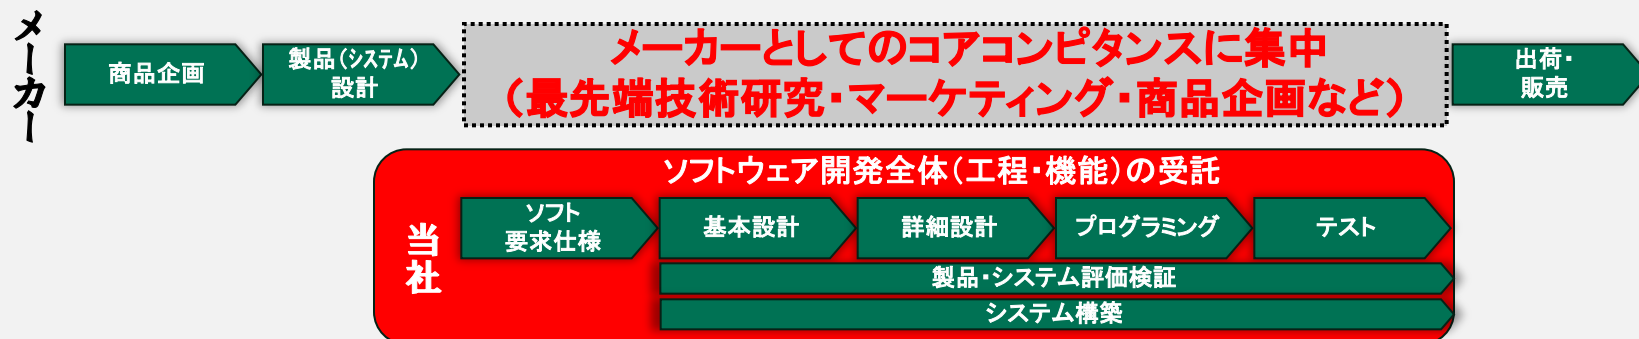 メーカー
商品企画
製品(システム)
設計
メーカーとしてのコアコンピタンスに集中
(最先端技術研究・マーケティング・商品企画など)
出荷・
販売
ソフトウェア開発全体(工程・機能)の受託
当社
ソフト
要求仕様
基本設計
詳細設計
プログラミング
テスト
製品・システム評価検証
システム構築